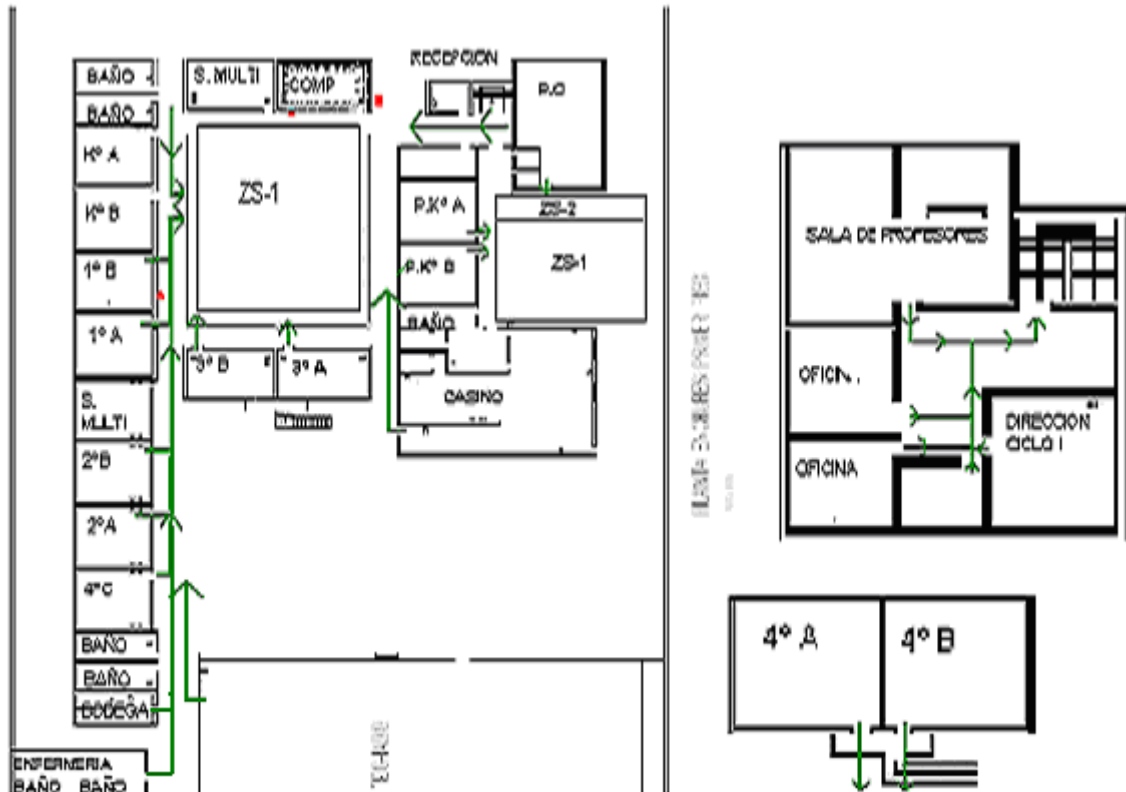 BAÑO
BAÑO
Kº A
Kº B
1º B
1º A
S.
MULTI
2ºB
2ºA
4ºC
BAÑO
BAÑO
BODEGA
ENFERMERIA
BAÑO BAÑO
S. MULTI
COMP
ZS-1
3º B
3º A
RECEPCION
P.O
P.Kº A
P.Kº B
BAÑO
CASINO
ZS-2
ZS-1
SALA DE PROFESORES
OFICINA
DIRECCION
CICLO I
4º A
4º B